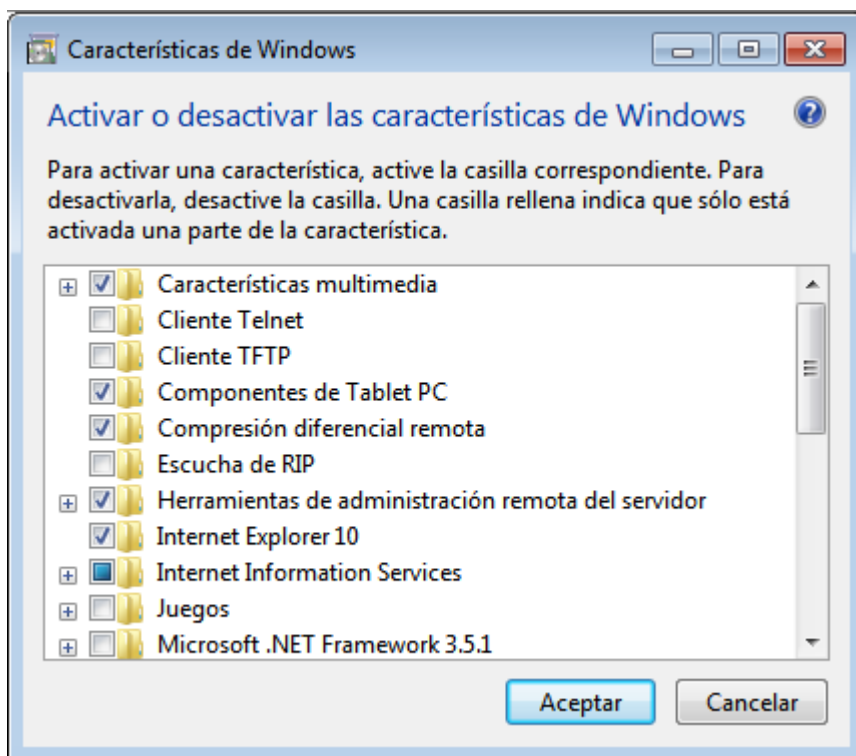 Características de Windows
Activar o desactivar las características de Windows
Para activar una característica, active la casilla correspondiente. Para
desactivarla, desactive la casilla. Una casilla rellena indica que sólo está
activada una parte de la característica.
Características multimedia
Cliente Telnet
Cliente TFTP
Componentes de Tablet PC
Compresión diferencial remota
Escucha de RIP
Herramientas de administración remota del servidor
Internet Explorer 10
Internet Information Services
Juegos
Microsoft .NET Framework 3.5.1
Aceptar
Cancelar